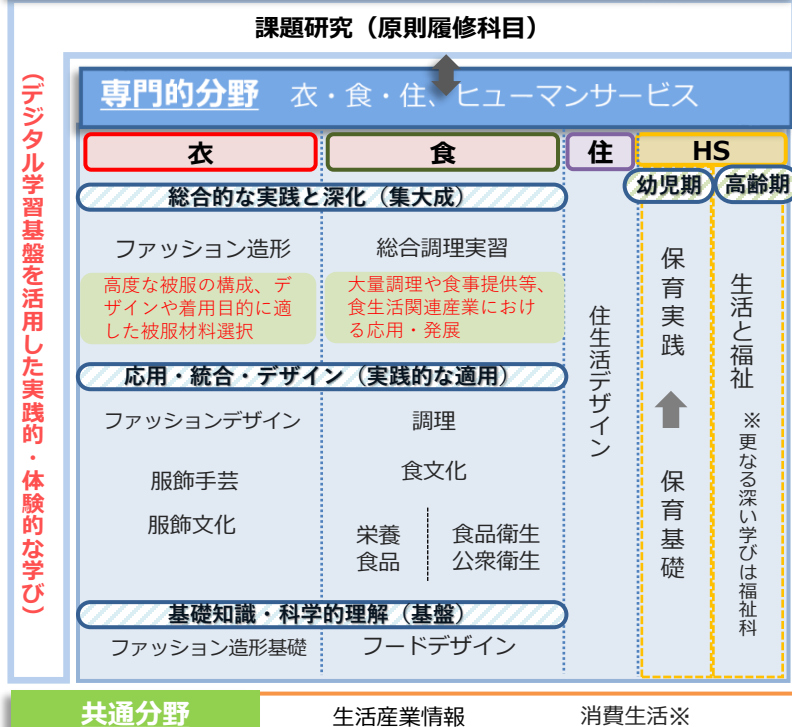 課題研究（原則履修科目）
（デジタル学習基盤を活用した実践的・体験的な学び）
専門的分野 衣・食・住、ヒューマンサービス
衣
食
住
HS
幼児期
高齢期
総合的な実践と深化（集大成）
ファッション造形
高度な被服の構成、デ
ザインや着用目的に適
した被服材料選択
総合調理実習
大量調理や食事提供等、
食生活関連産業におけ
る応用・発展
応用・統合・デザイン（実践的な適用）
ファッションデザイン
服飾手芸
服飾文化
調理
食文化
栄養
食品
食品衛生
公衆衛生
基礎知識・科学的理解（基盤）
ファッション造形基礎
フードデザイン
住生活デザイン
保育実践
保育基礎
生活と福祉
※更なる深い学びは福祉科
共通分野
生活産業情報
消費生活※